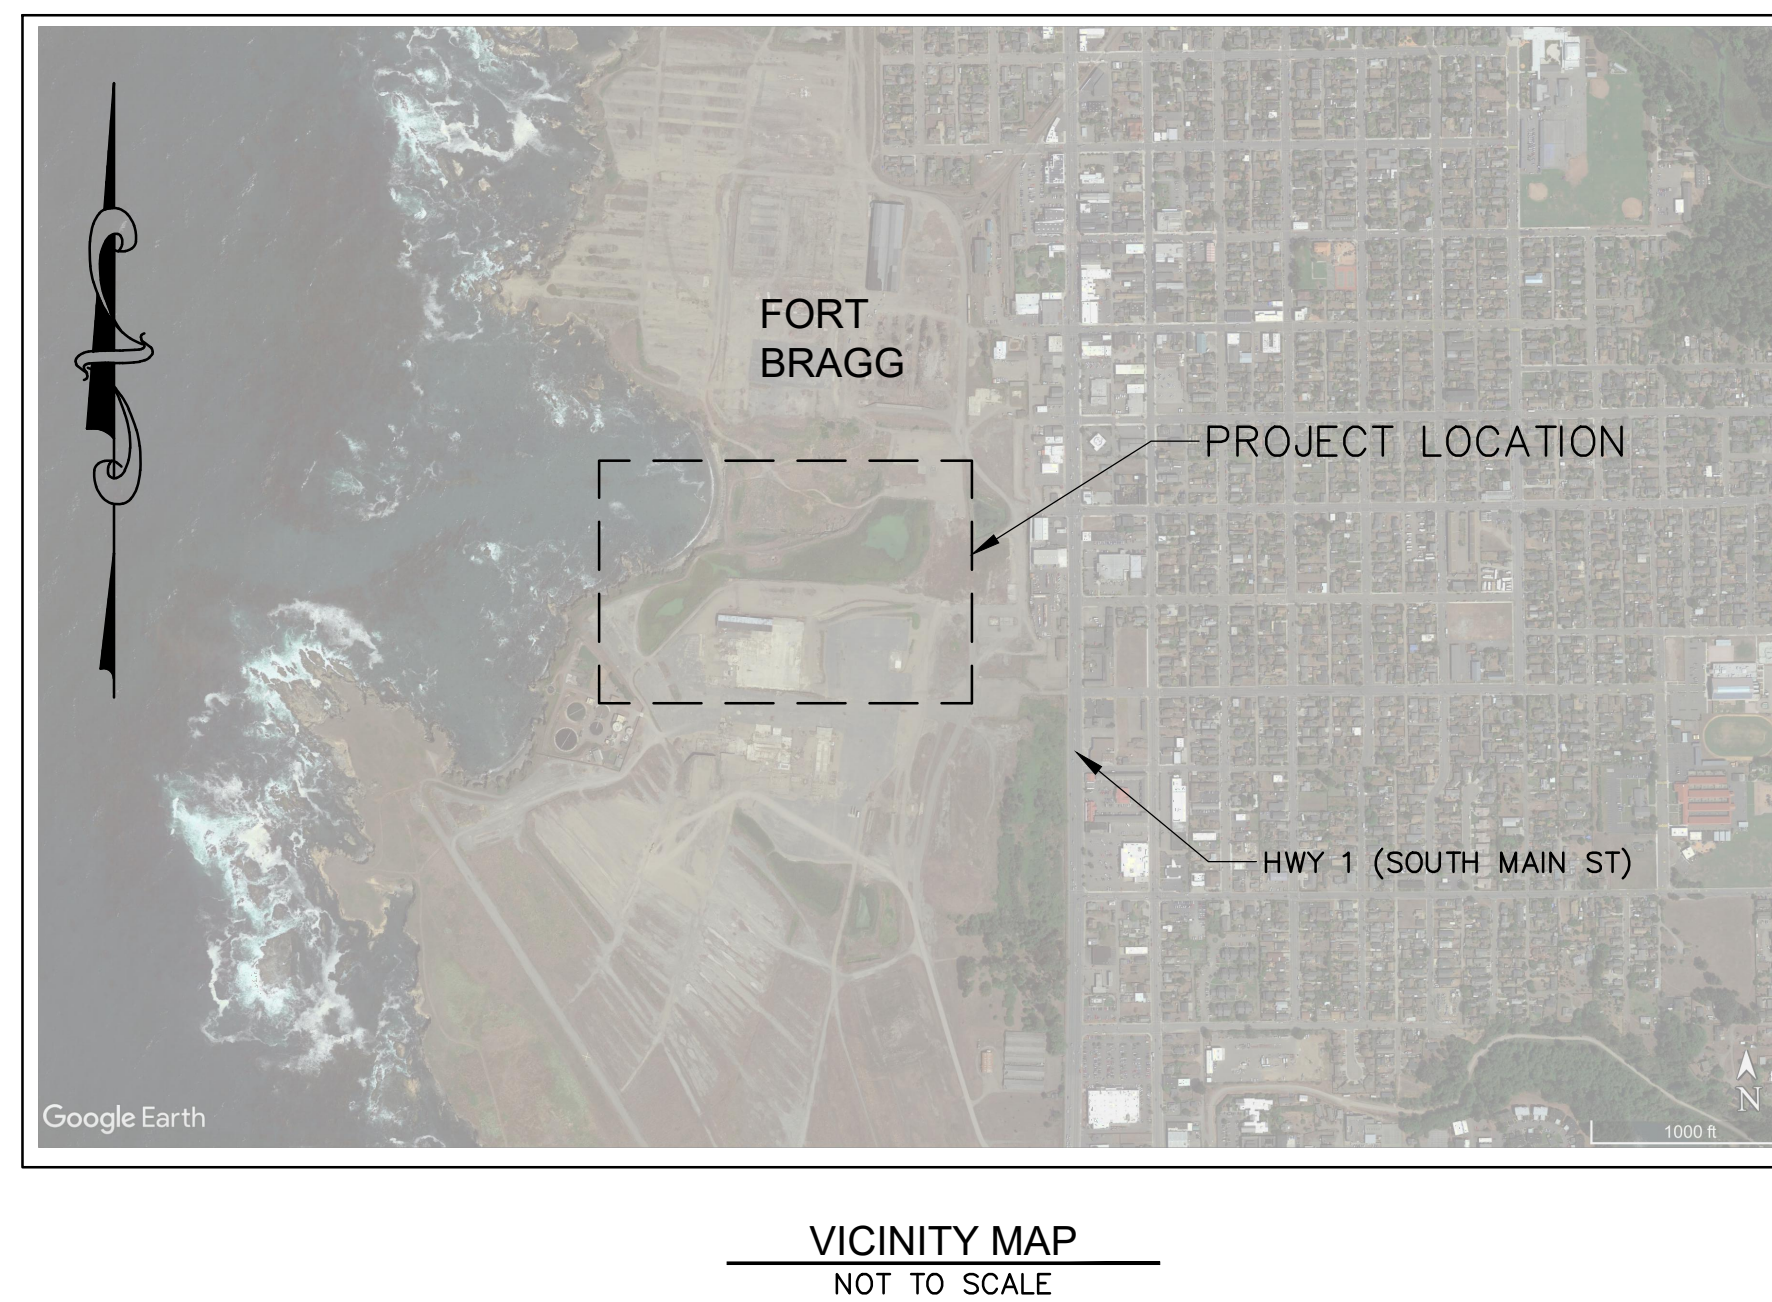 FORT
BRAGG
PROJECT LOCATION
HWY 1 (SOUTH MAIN ST)
Google Earth
N
1000 ft
VICINITY MAP
NOT TO SCALE